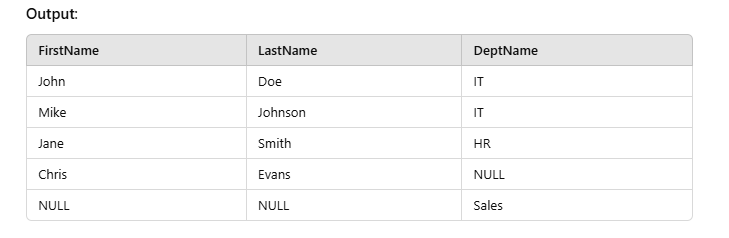 Output:
FirstName LastName DeptName
John Doe IT
Mike Johnson IT
Jane Smith HR
Chris Evans NULL
NULL NULL Sales